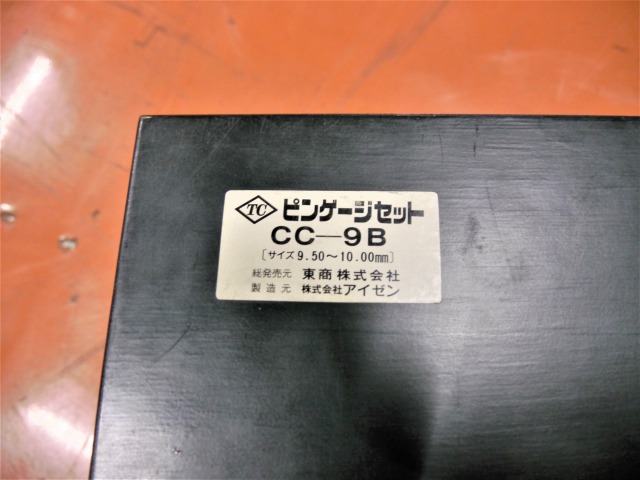 TC ピンゲージセット
CC－9B
［サイズ9.50～10.00mm］
総発売元 東商株式会社
製造元 株式会社アイゼン